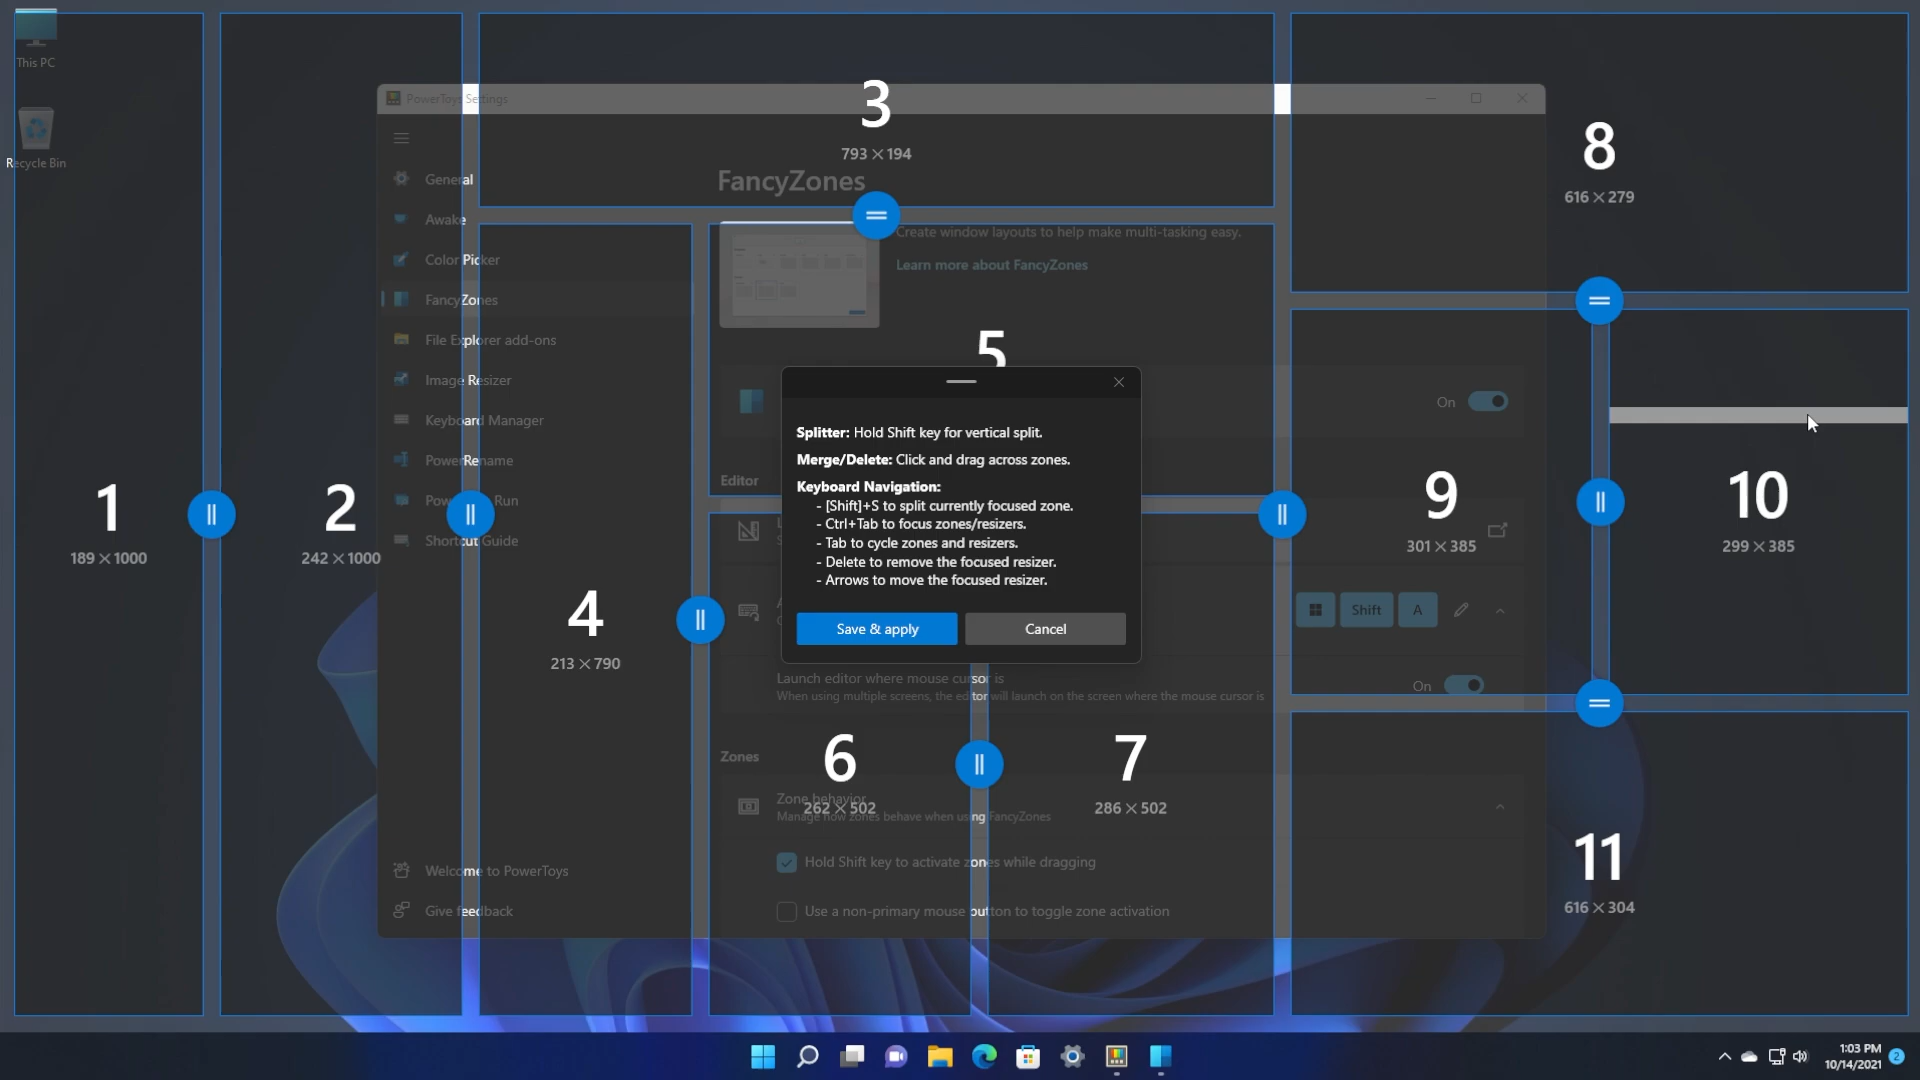 This PC
Recycle Bin
PowerToys Settings
General
Awake
Color Picker
FancyZones
File Explorer add-ons
Image Resizer
Keyboard Manager
PowerRename
Run
Shortcut Guide
Welcome to PowerToys
Give feedback
1
189 × 1000
2
242 × 1000
3
793 × 194
FancyZones
Create window layouts to help make multi-tasking easy.
Learn more about FancyZones
4
213 × 790
5
On
Editor
Splitter: Hold Shift key for vertical split.
Merge/Delete: Click and drag across zones.
Keyboard Navigation:
- [Shift]+S to split currently focused zone.
- Ctrl+Tab to focus zones/resizers.
- Tab to cycle zones and resizers.
- Delete to remove the focused resizer.
- Arrows to move the focused resizer.
Save & apply
Cancel
Shift
A
Launch editor where mouse cursor is
When using multiple screens, the editor will launch on the screen where the mouse cursor is
On
Zones
6
262 × 502
7
286 × 502
Zone behavior
Manage how zones behave when using FancyZones
Hold Shift key to activate zones while dragging
Use a non-primary mouse button to toggle zone activation
8
616 × 279
9
301 × 385
10
299 × 385
11
616 × 304
1:03 PM
10/14/2021
2